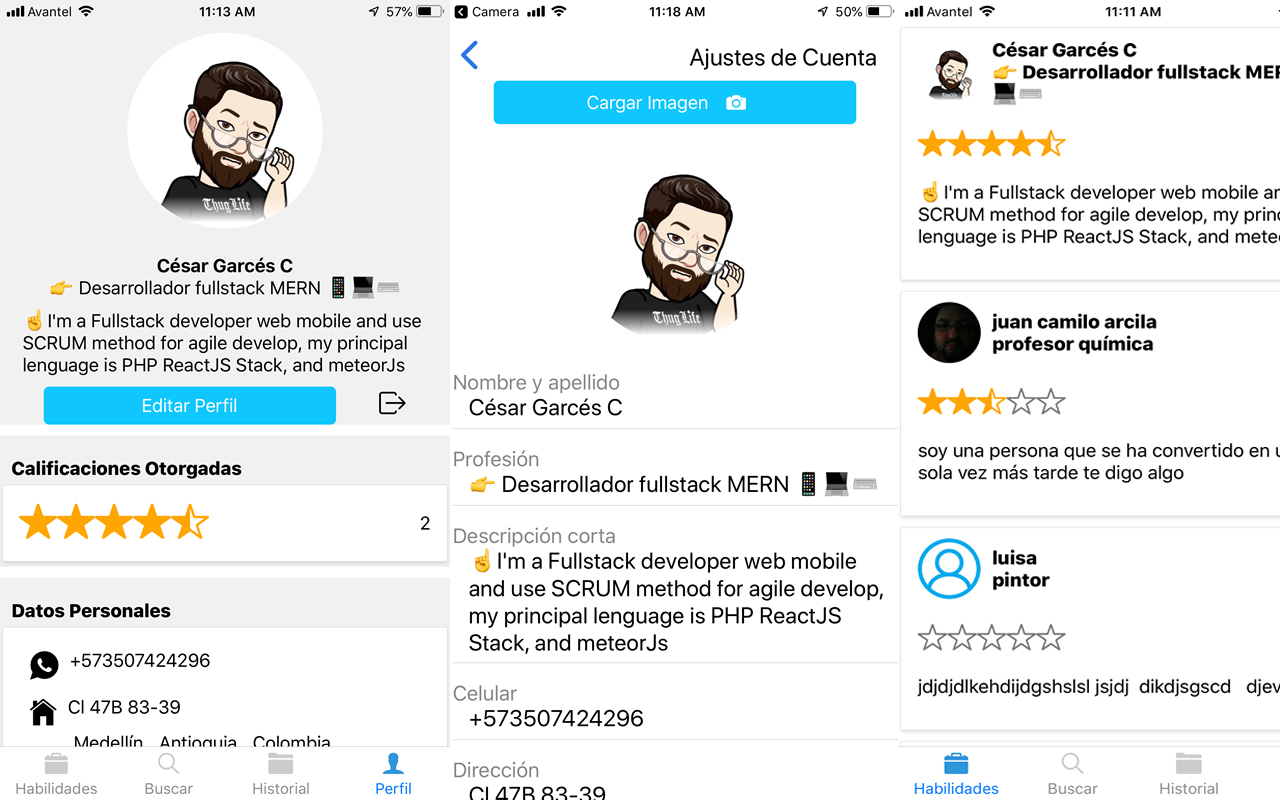 Avantel
11:13 AM
57%
Thug Life
César Garcés C
👉 Desarrollador fullstack MERN 📱💻⌨️
☝️I'm a Fullstack developer web mobile and use
SCRUM method for agile develop, my principal
lenguage is PHP ReactJS Stack, and meteorJs
Editar Perfil
Calificaciones Otorgadas
2
Datos Personales
+573507424296
Cl 47B 83-39
Medellín Antioquia Colombia
Habilidades
Buscar
Historial
Perfil
Camera
11:18 AM
50%
Ajustes de Cuenta
Cargar Imagen
Thug Life
Nombre y apellido
César Garcés C
Profesión
👉 Desarrollador fullstack MERN 📱💻⌨️
Descripción corta
☝️I'm a Fullstack developer web mobile
and use SCRUM method for agile develop,
my principal lenguage is PHP ReactJS
Stack, and meteorJs
Celular
+573507424296
Dirección
Cl 47B 83-39
Avantel
11:11 AM
César Garcés C
👉 Desarrollador fullstack MER
💻⌨️
☝️I'm a Fullstack developer web mobile an
SCRUM method for agile develop, my princ
lenguage is PHP ReactJS Stack, and meteo
juan camilo arcila
profesor química
soy una persona que se ha convertido en u
sola vez más tarde te digo algo
luisa
pintor
jdjdjdlkehdijdgshslsl jsjdj dikdjsgscd djev
Habilidades
Buscar
Historial